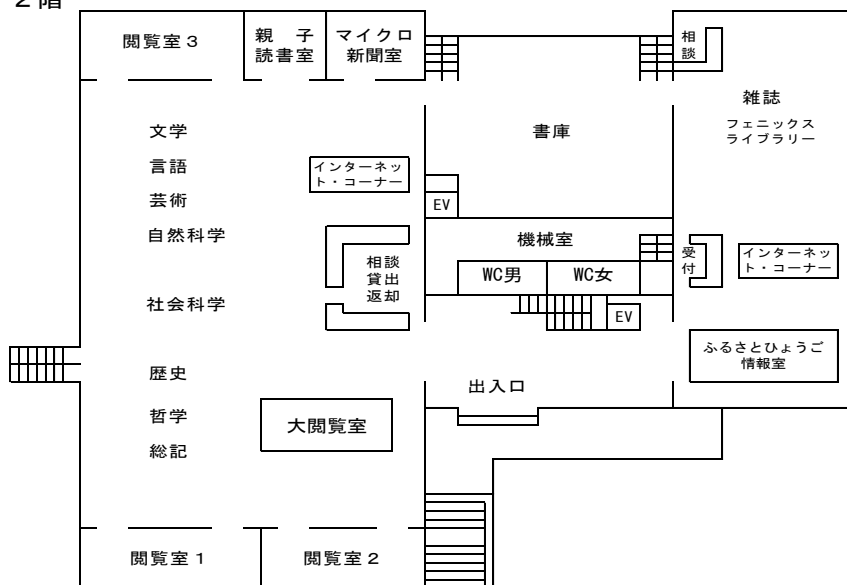 ２階
閲覧室３
親　子
読書室
マイクロ
新聞室
相
談
雑誌
フェニックス
ライブラリー
文学
言語
芸術
自然科学
社会科学
歴史
哲学
総記
インターネッ
ト・コーナー
書庫
EV
機械室
WC男
WC女
EV
相談
貸出
返却
受
付
インターネッ
ト・コーナー
ふるさとひょうご
情報室
出入口
大閲覧室
閲覧室１
閲覧室２